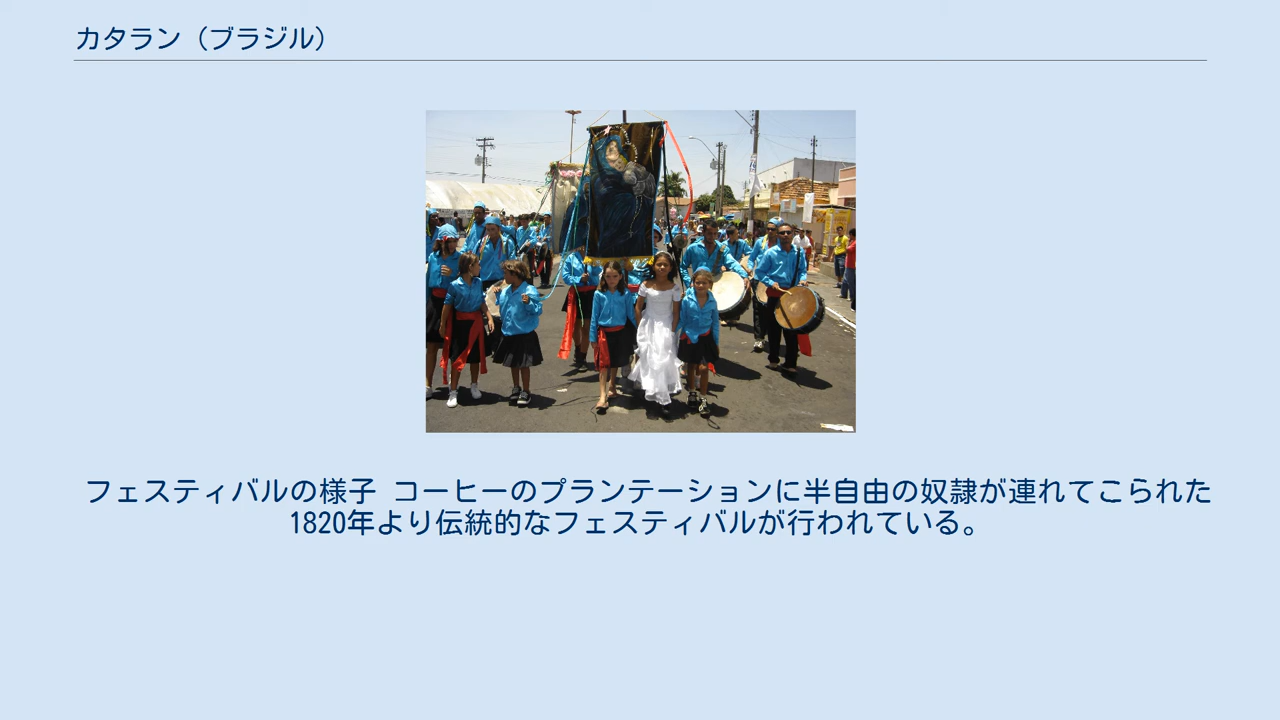 カタラン（ブラジル）
フェスティバルの様子 コーヒーのプランテーションに半自由の奴隷が連れてこられた
1820年より伝統的なフェスティバルが行われている。